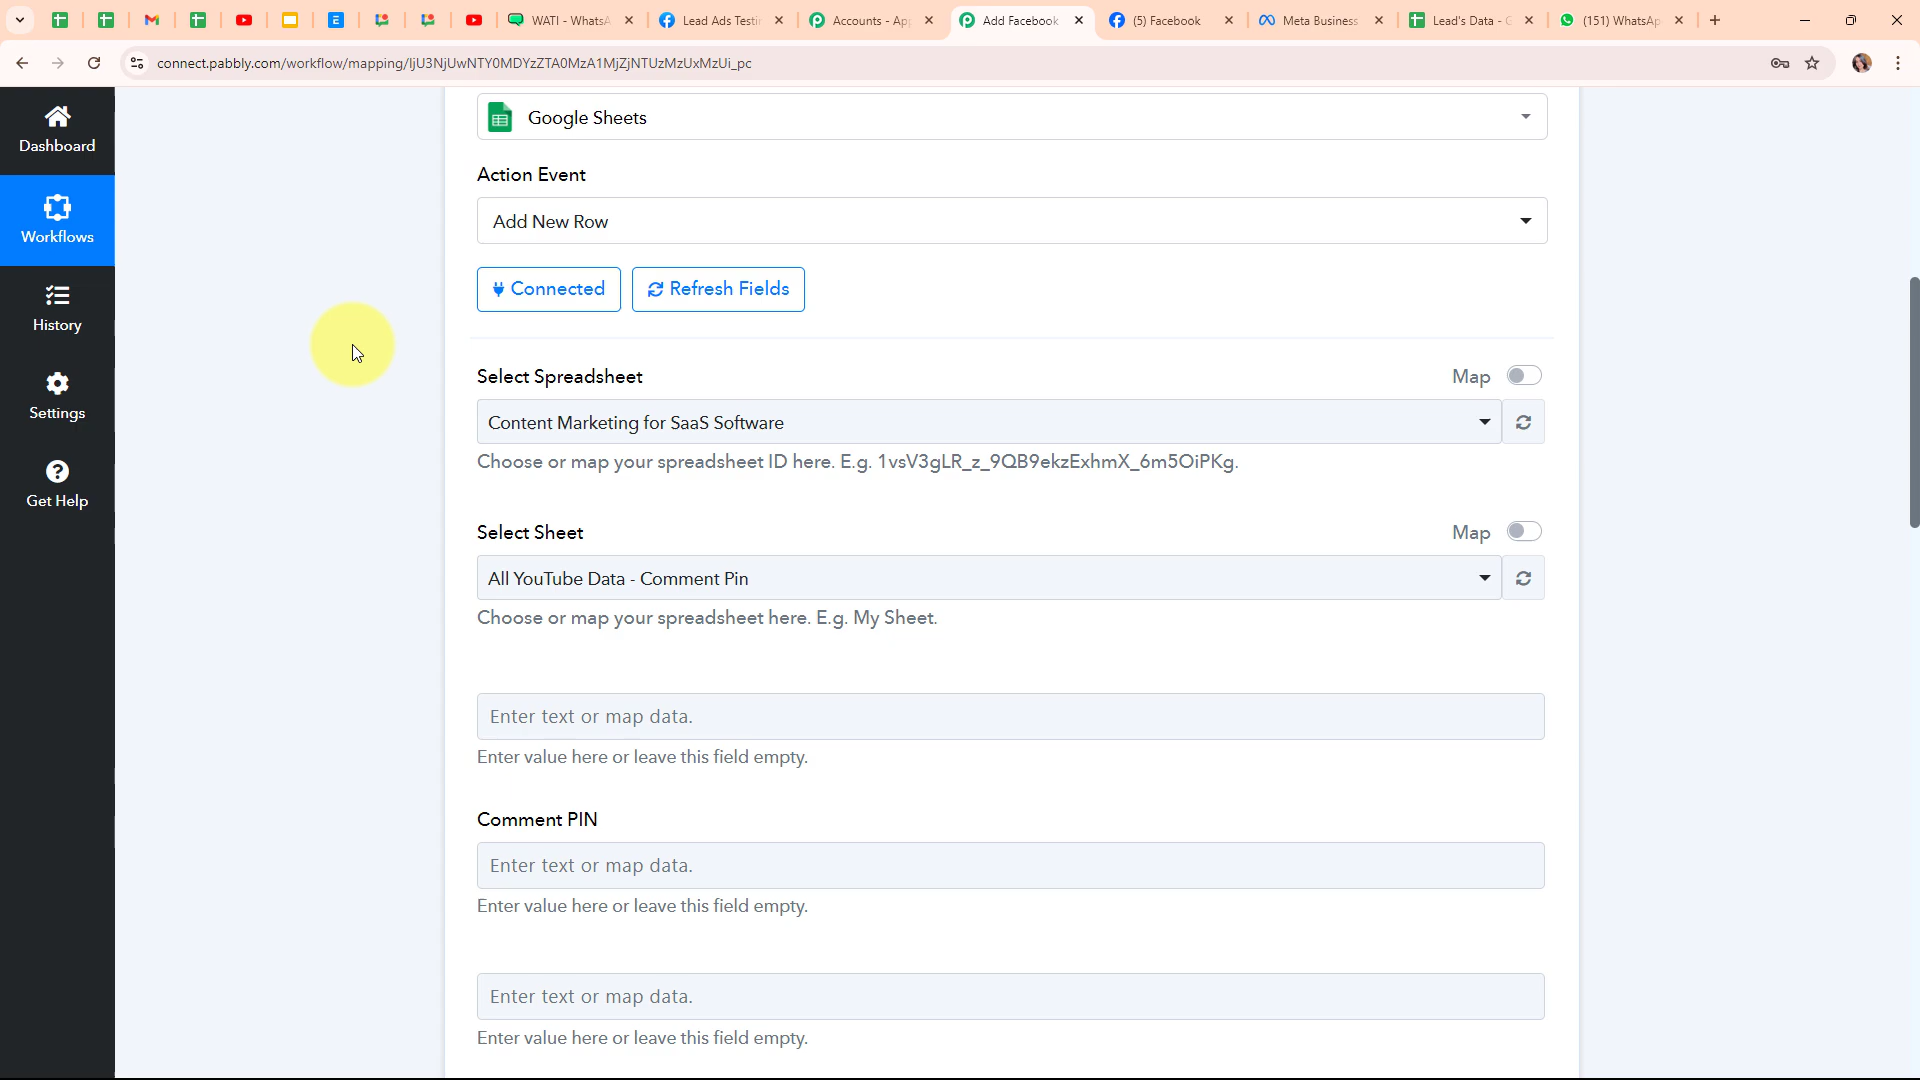 WATI - WhatsA
Lead Ads Testi
Accounts - Ap
Add Facebook
(5) Facebook
Meta Business
Lead's Data - G
(151) WhatsAp
connect.pabbly.com/workflow/mapping/IjU3NjUwNTY0MDYzZTA0MzA1MjZjNTUzMzUxMzUi_pc
Dashboard
Workflows
History
Settings
Get Help
Google Sheets
Action Event
Add New Row
Connected
Refresh Fields
Select Spreadsheet
Map
Content Marketing for SaaS Software
Choose or map your spreadsheet ID here. E.g. 1vsV3gLR_z_9QB9ekzExhmX_6m5OiPKg.
Select Sheet
Map
All YouTube Data - Comment Pin
Choose or map your spreadsheet here. E.g. My Sheet.
Enter text or map data.
Enter value here or leave this field empty.
Comment PIN
Enter text or map data.
Enter value here or leave this field empty.
Enter text or map data.
Enter value here or leave this field empty.